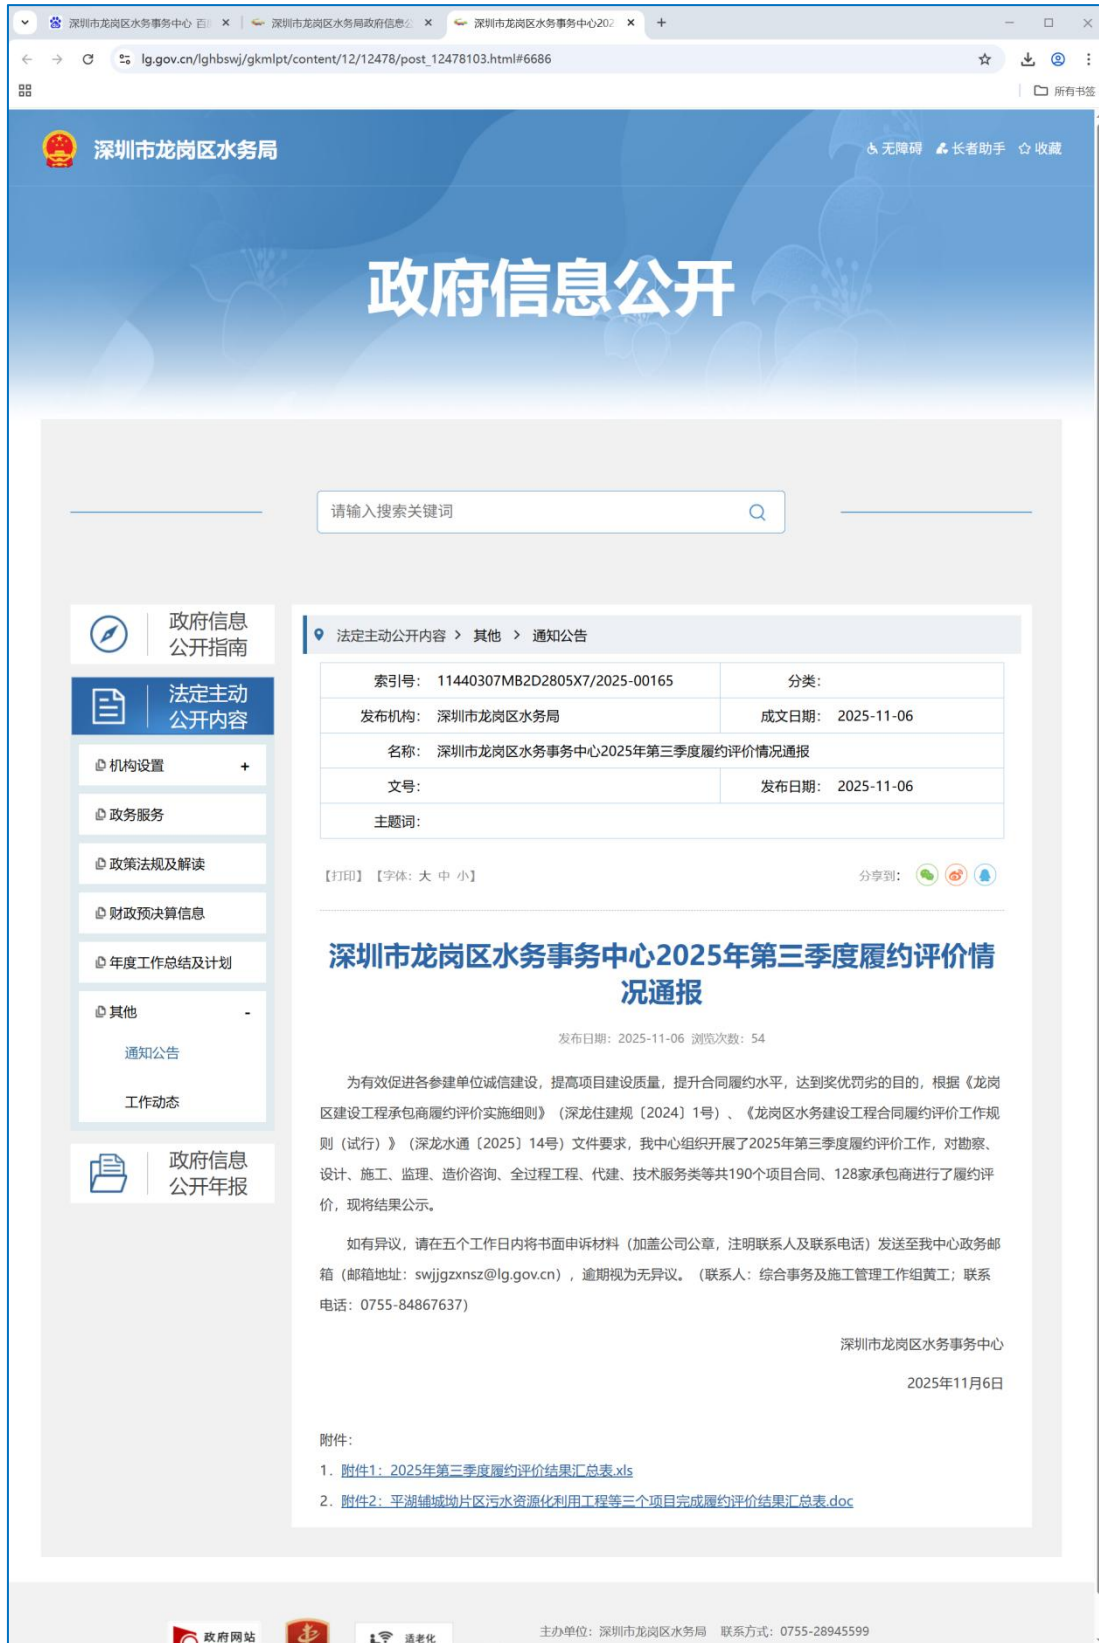 深圳市龙岗区水务事务中心 百
深圳市龙岗区水务局政府信息公
深圳市龙岗区水务事务中心202
lg.gov.cn/lghbswj/gkmlpt/content/12/12478/post_12478103.html#6686
所有书签
深圳市龙岗区水务局
无障碍 长者助手 收藏
政府信息公开
请输入搜索关键词
政府信息
公开指南
法定主动
公开内容
机构设置 +
政务服务
政策法规及解读
财政预决算信息
年度工作总结及计划
其他 -
通知公告
工作动态
政府信息
公开年报
法定主动公开内容 > 其他 > 通知公告
索引号: 11440307MB2D2805X7/2025-00165 分类:
发布机构: 深圳市龙岗区水务局 成文日期: 2025-11-06
名称: 深圳市龙岗区水务事务中心2025年第三季度履约评价情况通报
文号: 发布日期: 2025-11-06
主题词:
【打印】【字体: 大 中 小】 分享到:
深圳市龙岗区水务事务中心2025年第三季度履约评价情
况通报
发布日期: 2025-11-06 浏览次数: 54
为有效促进各参建单位诚信建设，提高项目建设质量，提升合同履约水平，达到奖优罚劣的目的，根据《龙岗
区建设工程承包商履约评价实施细则》（深龙住建规〔2024〕1号）、《龙岗区水务建设工程合同履约评价工作规
则（试行）》（深龙水通〔2025〕14号）文件要求，我中心组织开展了2025年第三季度履约评价工作，对勘察、
设计、施工、监理、造价咨询、全过程工程、代建、技术服务类等共190个项目合同、128家承包商进行了履约评
价，现将结果公示。
如有异议，请在五个工作日内将书面申诉材料（加盖公司公章，注明联系人及联系电话）发送至我中心政务邮
箱（邮箱地址：swjjgzxnsz@lg.gov.cn），逾期视为无异议。（联系人：综合事务及施工管理工作组黄工；联系
电话：0755-84867637）
深圳市龙岗区水务事务中心
2025年11月6日
附件：
1. 附件1：2025年第三季度履约评价结果汇总表.xls
2. 附件2：平湖辅城坳片区污水资源化利用工程等三个项目完成履约评价结果汇总表.doc
政府网站
适老化
主办单位：深圳市龙岗区水务局 联系方式：0755-28945599